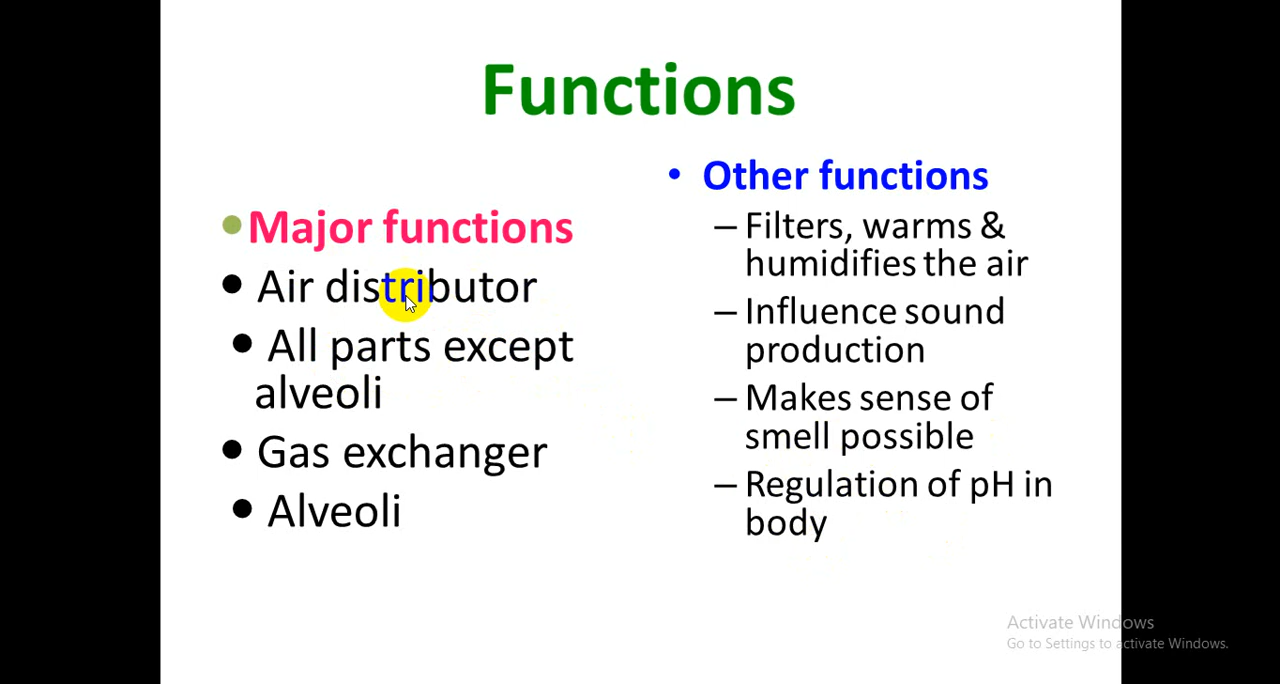 Functions
•Major functions
• Air distributor
• All parts except
alveoli
• Gas exchanger
• Alveoli
• Other functions
– Filters, warms &
humidifies the air
– Influence sound
production
– Makes sense of
smell possible
– Regulation of pH in
body
Activate Windows
Go to Settings to activate Windows.